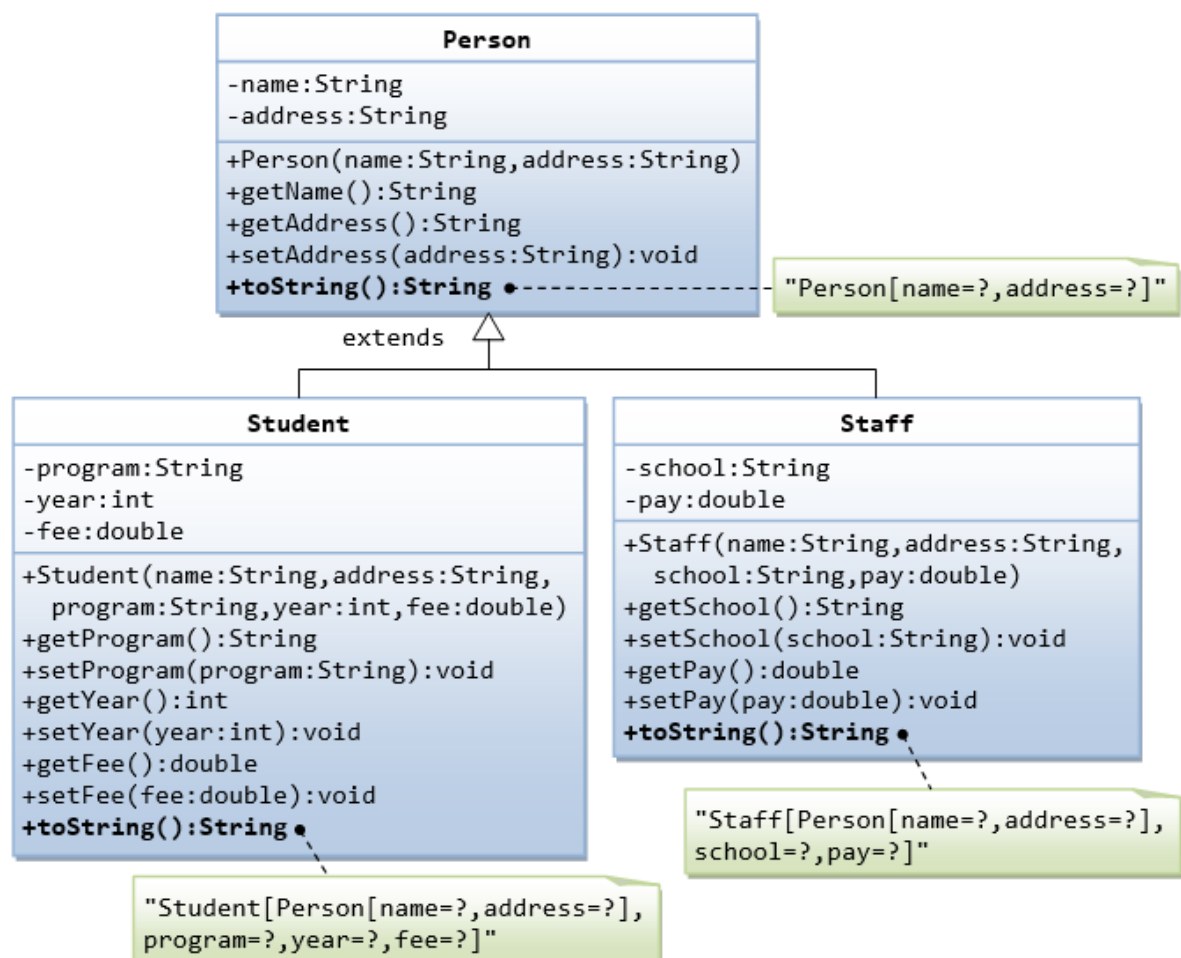 Person
-name:String
-address:String
+Person(name:String,address:String)
+getName():String
+getAddress():String
+setAddress(address:String):void
+toString():String
"Person[name=?,address=?]"
extends
Student
-program:String
-year:int
-fee:double
+Student(name:String,address:String,
program:String,year:int,fee:double)
+getProgram():String
+setProgram(program:String):void
+getYear():int
+setYear(year:int):void
+getFee():double
+setFee(fee:double):void
+toString():String
"Student[Person[name=?,address=?],
program=?,year=?,fee=?]"
Staff
-school:String
-pay:double
+Staff(name:String,address:String,
school:String,pay:double)
+getSchool():String
+setSchool(school:String):void
+getPay():double
+setPay(pay:double):void
+toString():String
"Staff[Person[name=?,address=?],
school=?,pay=?]"